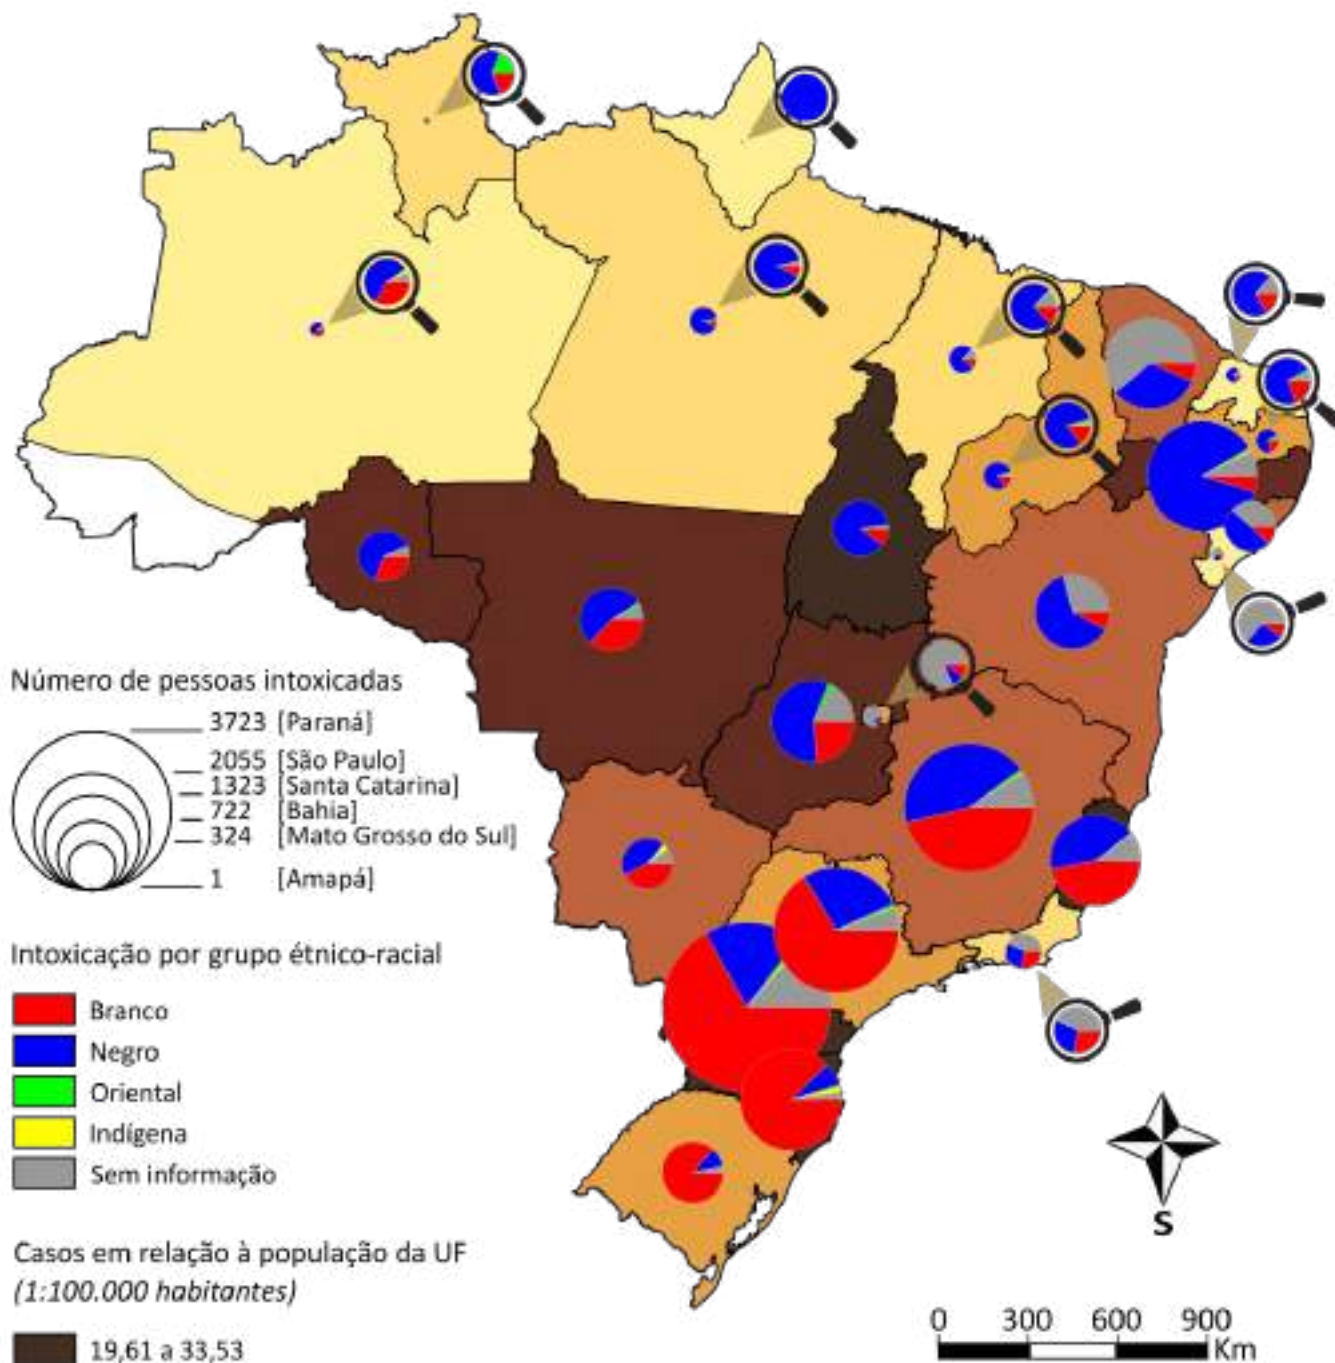 Número de pessoas intoxicadas
3723 [Paraná]
2055 [São Paulo]
1323 [Santa Catarina]
722 [Bahia]
324 [Mato Grosso do Sul]
1 [Amapá]
Intoxicação por grupo étnico-racial
Branco
Negro
Oriental
Indígena
Sem informação
Casos em relação à população da UF
(1:100.000 habitantes)
19,61 a 33,53
S
0 300 600 900
Km